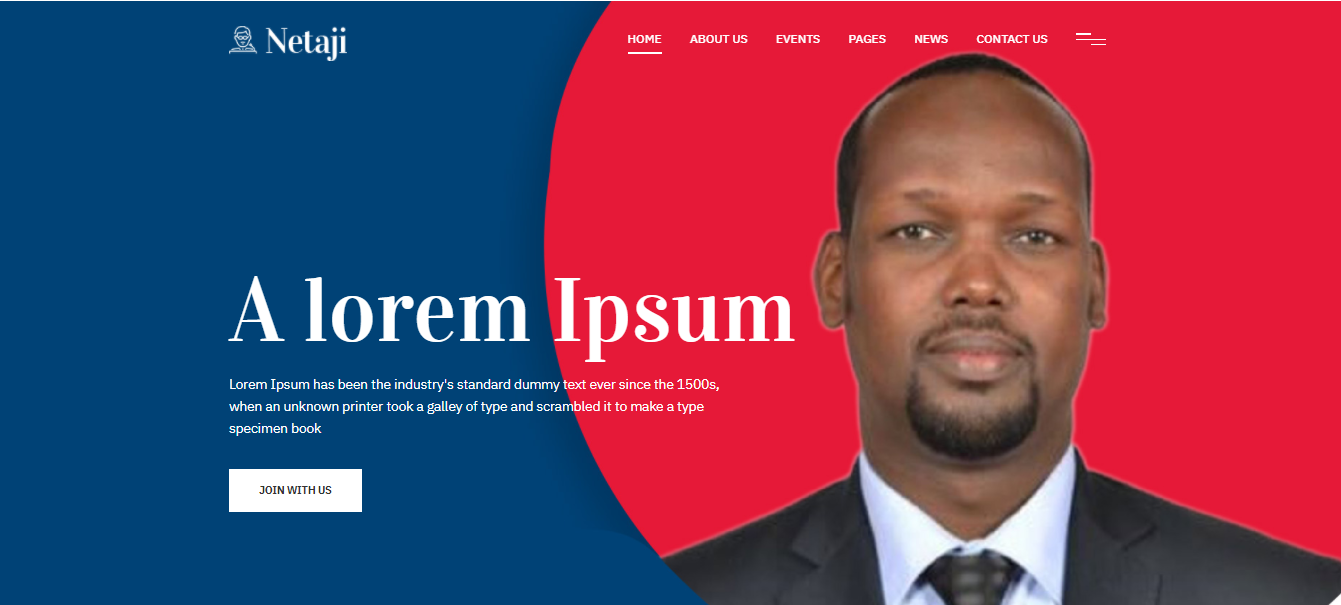 Netaji
HOME ABOUT US EVENTS PAGES NEWS CONTACT US
A lorem Ipsum
Lorem Ipsum has been the industry's standard dummy text ever since the 1500s,
when an unknown printer took a galley of type and scrambled it to make a type
specimen book
JOIN WITH US